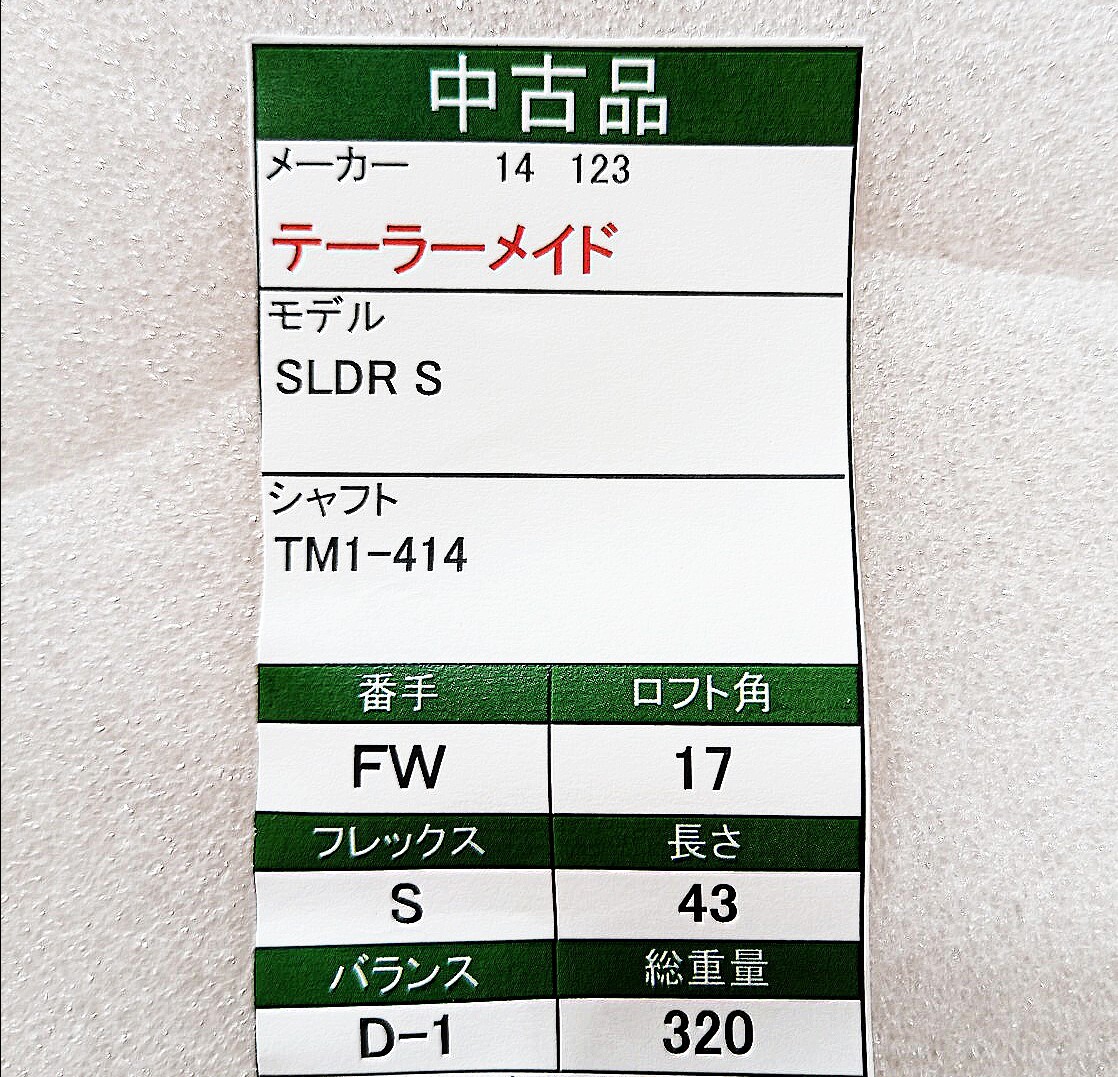 中古品
メーカー 14 123
テーラーメイド
モデル
SLDR S
シャフト
TM1-414
番手 ロフト角
FW 17
フレックス 長さ
S 43
バランス 総重量
D-1 320